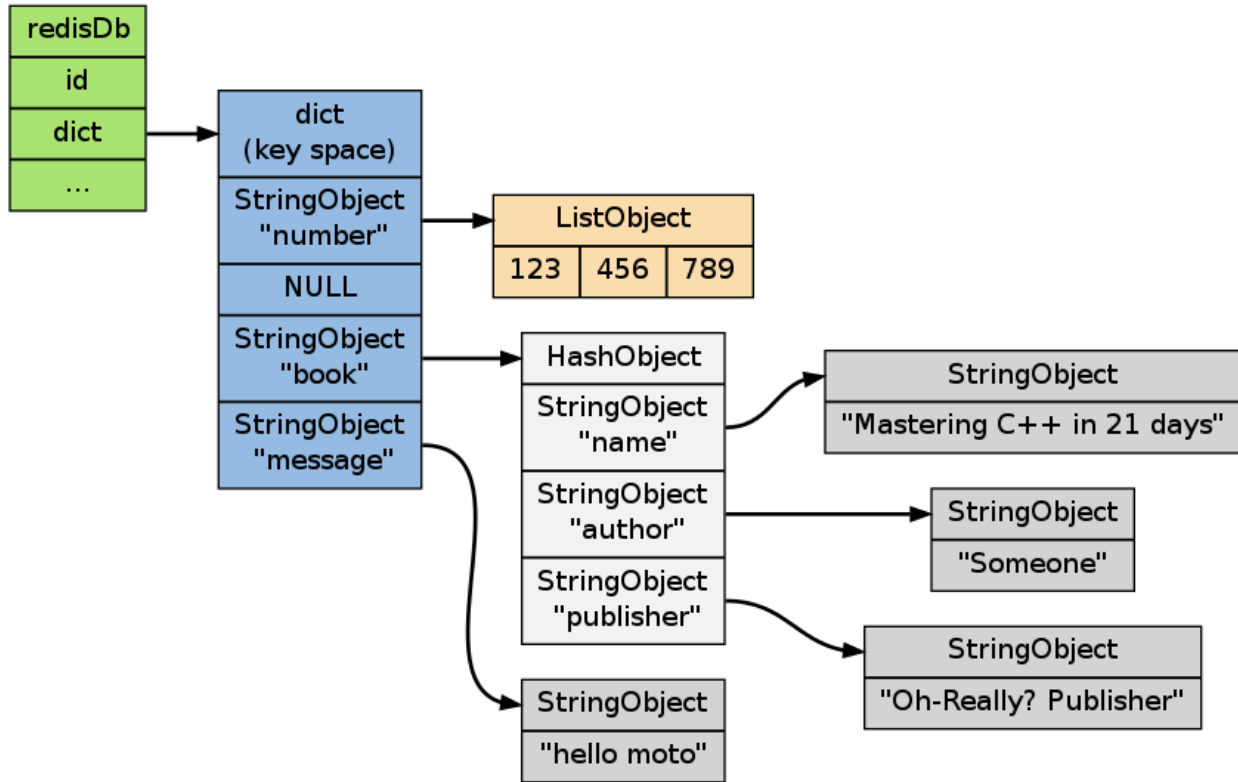 redisDb
id
dict
...
dict
(key space)
StringObject
"number"
NULL
StringObject
"book"
StringObject
"message"
ListObject
123 456 789
HashObject
StringObject
"name"
StringObject
"author"
StringObject
"publisher"
StringObject
"Mastering C++ in 21 days"
StringObject
"Someone"
StringObject
"Oh-Really? Publisher"
StringObject
"hello moto"